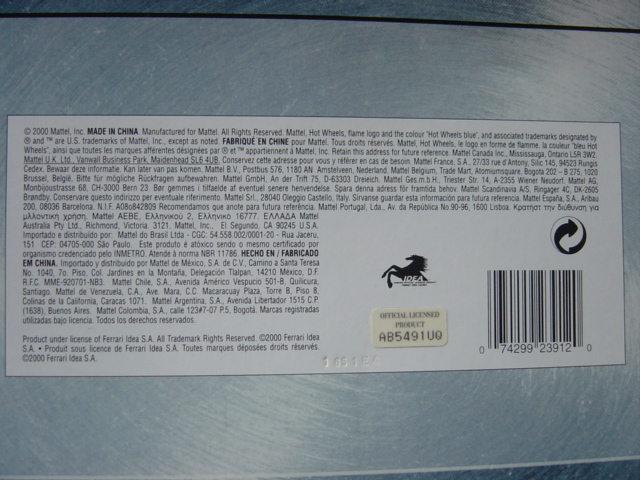 © 2000 Mattel, Inc. MADE IN CHINA. Manufactured for Mattel. All Rights Reserved. Mattel, Hot Wheels, flame logo and the colour "Hot Wheels blue", and associated trademarks designated by
® and ™ are U.S. trademarks of Mattel, Inc., except as noted. FABRIQUÉ EN CHINE pour Mattel. Tous droits réservés. Mattel, Hot Wheels, le logo en forme de flamme, la couleur "bleu Hot
Wheels", ainsi que toutes les marques afférentes désignées par ® et ™ appartiennent à Mattel, Inc. Retain this address for future reference. Mattel Canada Inc., Mississauga, Ontario L5R 3W2.
Mattel U.K. Ltd., Vanwall Business Park, Maidenhead SL6 4UB. Conservez cette adresse pour vous y référer en cas de besoin. Mattel France, S.A., 27/33 rue d'Antony, Silic 145, 94523 Rungis
Cedex. Bewaar deze informatie. Kan later van pas komen. Mattel B.V., Postbus 576, 1180 AN Amstelveen, Nederland. Mattel Belgium, Trade Mart, Atomiumsquare, Bogota 202 – B 275, 1020
Brussel, België. Bitte für mögliche Rückfragen aufbewahren. Mattel GmbH, An der Trift 75, D-63303 Dreieich. Mattel Ges.m.b.H., Triester Str. 14, A-2355 Wiener Neudorf. Mattel AG,
Monbijoustrasse 68, CH-3000 Bern 23. Bør gemmes i tilfælde af eventuel senere henvendelse. Spara denna adress för framtida behov. Mattel Scandinavia A/S, Ringager 4C, DK-2605
Brøndby. Conservare questo indirizzo per eventuale riferimento. Mattel Srl., 28040 Oleggio Castello, Italy. Sírvanse guardar esta información para futura referencia. Mattel España, S.A., Aribau
200, 08036 Barcelona. N.I.F. A08-842809 Recomendamos que anote para futura referência. Mattel Portugal, Lda., Av. da República No.90-96, 1600 Lisboa. Κρατήστ την διεύθυνση για
μλλοντική χρήση. Mattel AEBE, Ελληνικού 2, Ελληνικό 16777, ΕΛΛΑΔΑ Mattel
Australia Pty Ltd., Richmond, Victoria. 3121. Mattel, Inc., El Segundo, CA 90245 U.S.A.
Importado e distribuido por: Mattel do Brasil Ltda - CGC: 54.558.002/0001-20 - Rua Jaceru,
151 CEP: 04705-000 São Paulo. Este produto é atóxico sendo o mesmo certificado por
organismo credenciado pelo INMETRO. Atende à norma NBR 11786. HECHO EN / FABRICADO
EM CHINA. Importado y distribuido por Mattel de México, S.A. de C.V., Camino a Santa Teresa
No. 1040, 7o. Piso, Col. Jardines en la Montaña, Delegación Tlalpan, 14210 México, D.F.
R.F.C. MME-920701-NB3. Mattel Chile, S.A., Avenida Américo Vespucio 501-B, Quilicura,
Santiago. Mattel de Venezuela, C.A., Ave. Mara, C.C. Macaracuay Plaza, Torre B, Piso 8,
Colinas de la California, Caracas 1071. Mattel Argentina, S.A., Avenida Libertador 1515 C.P.
(1638), Buenos Aires. Mattel Colombia, S.A., calle 123#7-07 P.5, Bogotá. Marcas registradas
utilizadas bajo licencia. Todos los derechos reservados.
Product under license of Ferrari Idea S.A. All Trademark Rights Reserved. ©2000 Ferrari Idea
S.A. • Produit sous licence de Ferrari Idea S.A. Toutes marques déposées droits réservés.
©2000 Ferrari Idea S.A.
IDEA
OFFICIAL LICENSED
PRODUCT
AB5491UO
0 74299 23912 0